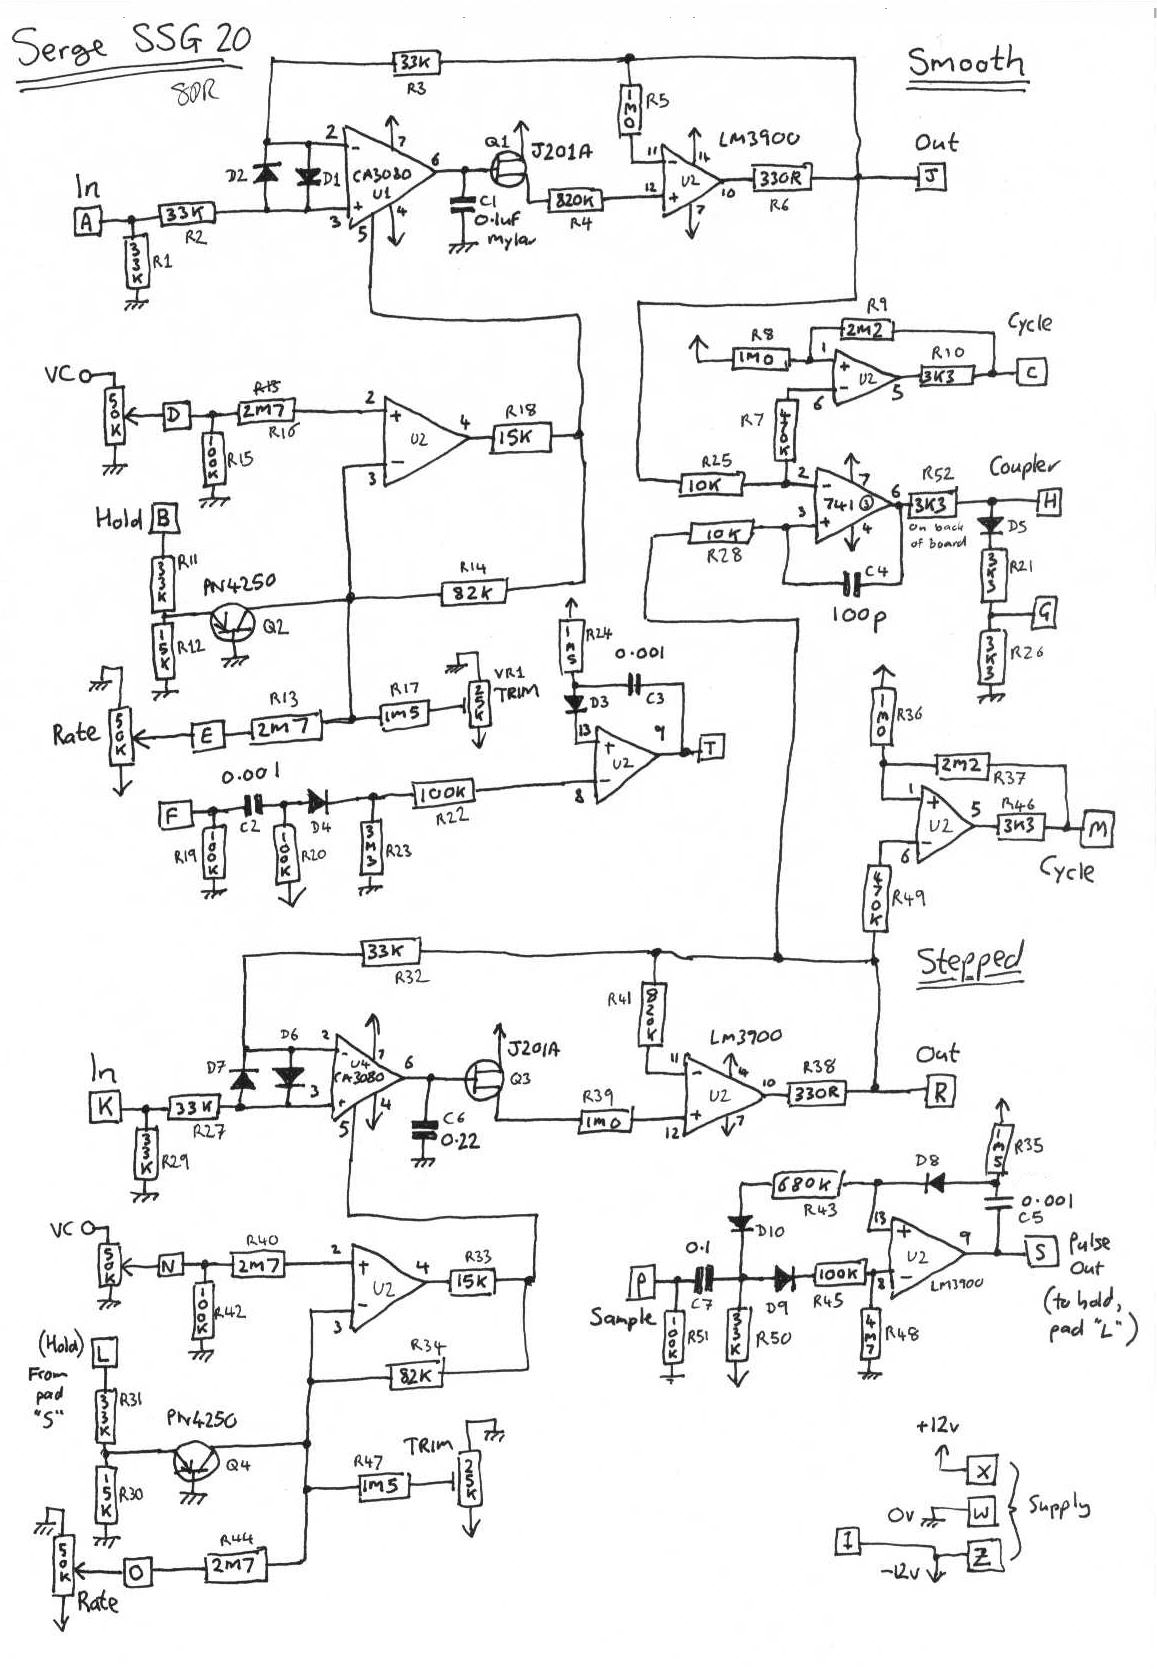 Serge SSG 20
80R
33K
R3
1M0
R5
Smooth
LM3900
Out
J
In
A
33K
R2
33K
R1
D2
D1
2
-
7
CA3080
U1
6
+
3
4
5
Q1
J201A
C1
0.1uf
mylar
820K
R4
11
-
14
U2
12
+
7
10
330R
R6
VC
50K
D
R15
2M7
R16
100K
R15
2
+
U2
-
3
4
R18
15K
R8
1M0
R9
2M2
Cycle
1
+
U2
-
6
5
R10
3K3
C
R7
470K
R25
10K
10K
R28
2
-
7
741 3
3
+
4
6
R52
3K3
on back
of board
Coupler
H
C4
100p
D5
R21
3K3
G
3K3
R26
Hold B
R11
33K
R12
15K
PN4250
Q2
R14
82K
Rate
50K
E
R13
2M7
R17
1M5
VR1
TRIM
25K
R24
1M5
0.001
C3
D3
13
+
U2
-
8
9
T
F
0.001
C2
R19
100K
100K
R20
D4
3M3
R23
100K
R22
1M0
R36
2M2
R37
1
+
U2
-
6
5
R46
3K3
M
Cycle
470K
R49
Stepped
33K
R32
R41
820K
LM3900
In
K
33K
R27
33K
R29
D7
D6
2
-
7
U4
CA3080
6
3
+
4
5
J201A
Q3
C6
0.22
R39
1M0
11
-
14
U2
12
+
7
10
R38
330R
Out
R
VC
50K
N
R40
2M7
100K
R42
2
+
U2
-
3
4
R33
15K
R34
82K
680K
R43
D10
D8
1M5
R35
0.001
C5
13
+
U2
-
8
LM3900
9
S
Pulse
Out
(to hold,
pad "L")
P
Sample
0.1
C7
100K
R51
33K
R50
D9
100K
R45
4M7
R48
(Hold)
L
From
pad
"S"
33K
R31
15K
R30
PN4250
Q4
R47
1M5
TRIM
25K
50K
Rate
O
R44
2M7
+12v
X
0v
W
I
-12v
Z
Supply